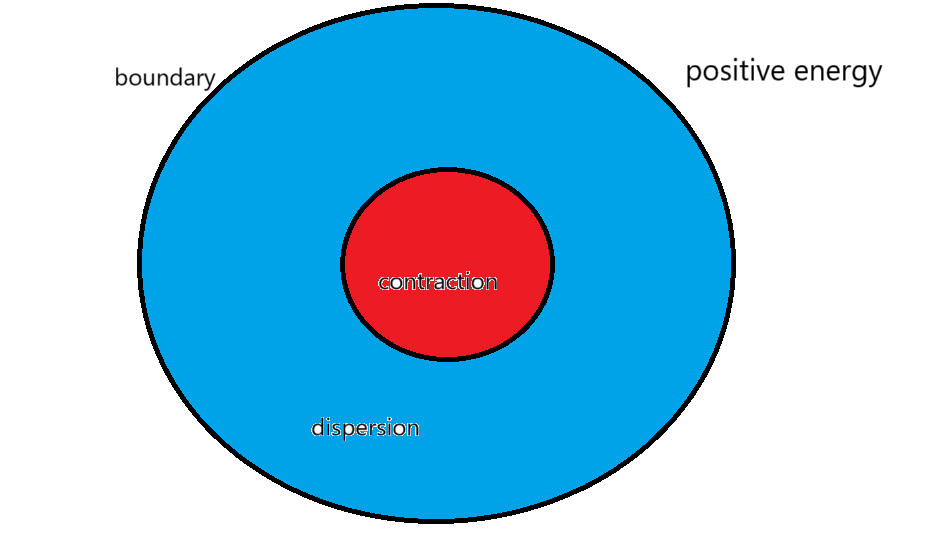 positive energy
boundary
contraction
dispersion